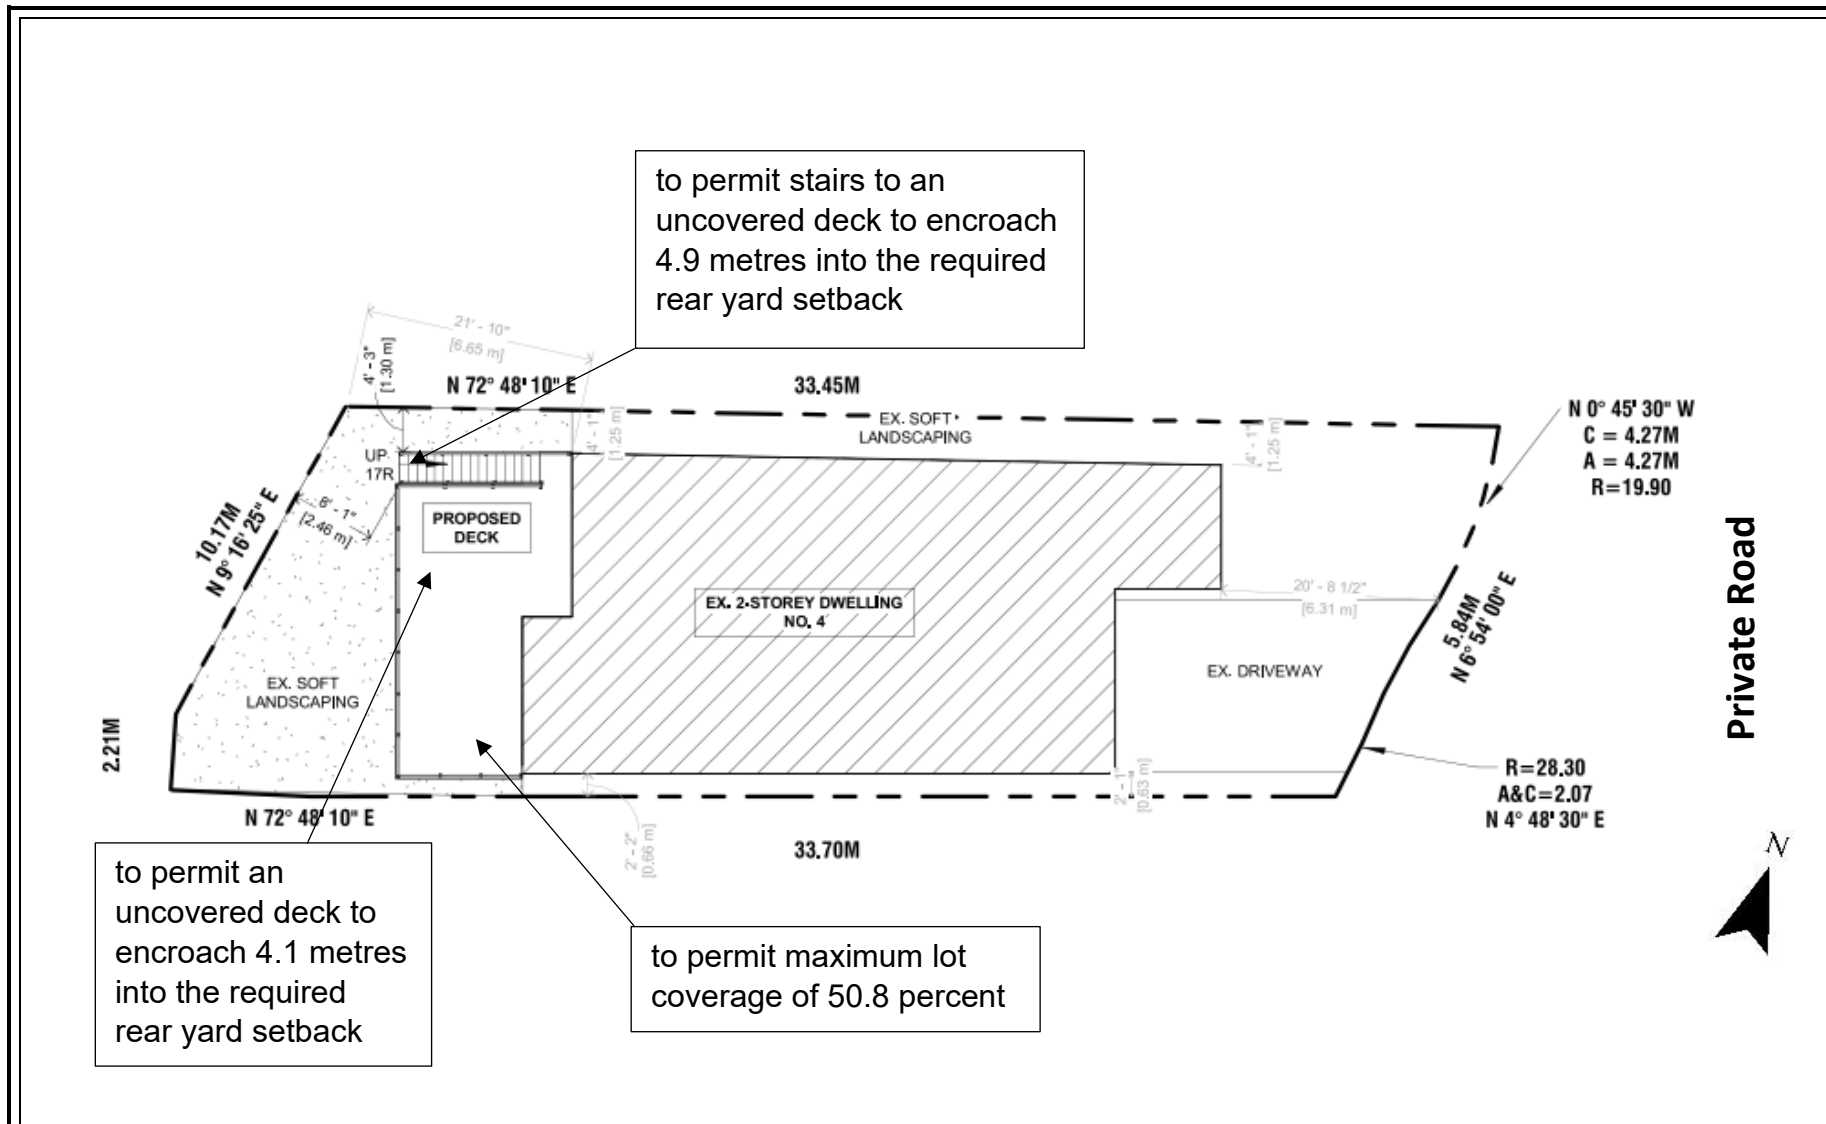 to permit stairs to an
uncovered deck to encroach
4.9 metres into the required
rear yard setback
21' - 10"
[6.65 m]
4' - 3"
[1.30 m]
N 72° 48' 10" E
33.45M
EX. SOFT
LANDSCAPING
4' - 1"
[1.25 m]
4' - 1"
[1.25 m]
N 0° 45' 30" W
C = 4.27M
A = 4.27M
R=19.90
UP
17R
8' - 1"
[2.46 m]
10.17M
N 9° 16' 25" E
PROPOSED
DECK
EX. 2-STOREY DWELLING
NO. 4
20' - 8 1/2"
[6.31 m]
5.84M
N 6° 54' 00" E
Private Road
EX. DRIVEWAY
EX. SOFT
LANDSCAPING
2.21M
R=28.30
A&C=2.07
N 4° 48' 30" E
2' - 1"
[0.63 m]
N 72° 48' 10" E
2' - 2"
[0.66 m]
33.70M
N
to permit an
uncovered deck to
encroach 4.1 metres
into the required
rear yard setback
to permit maximum lot
coverage of 50.8 percent